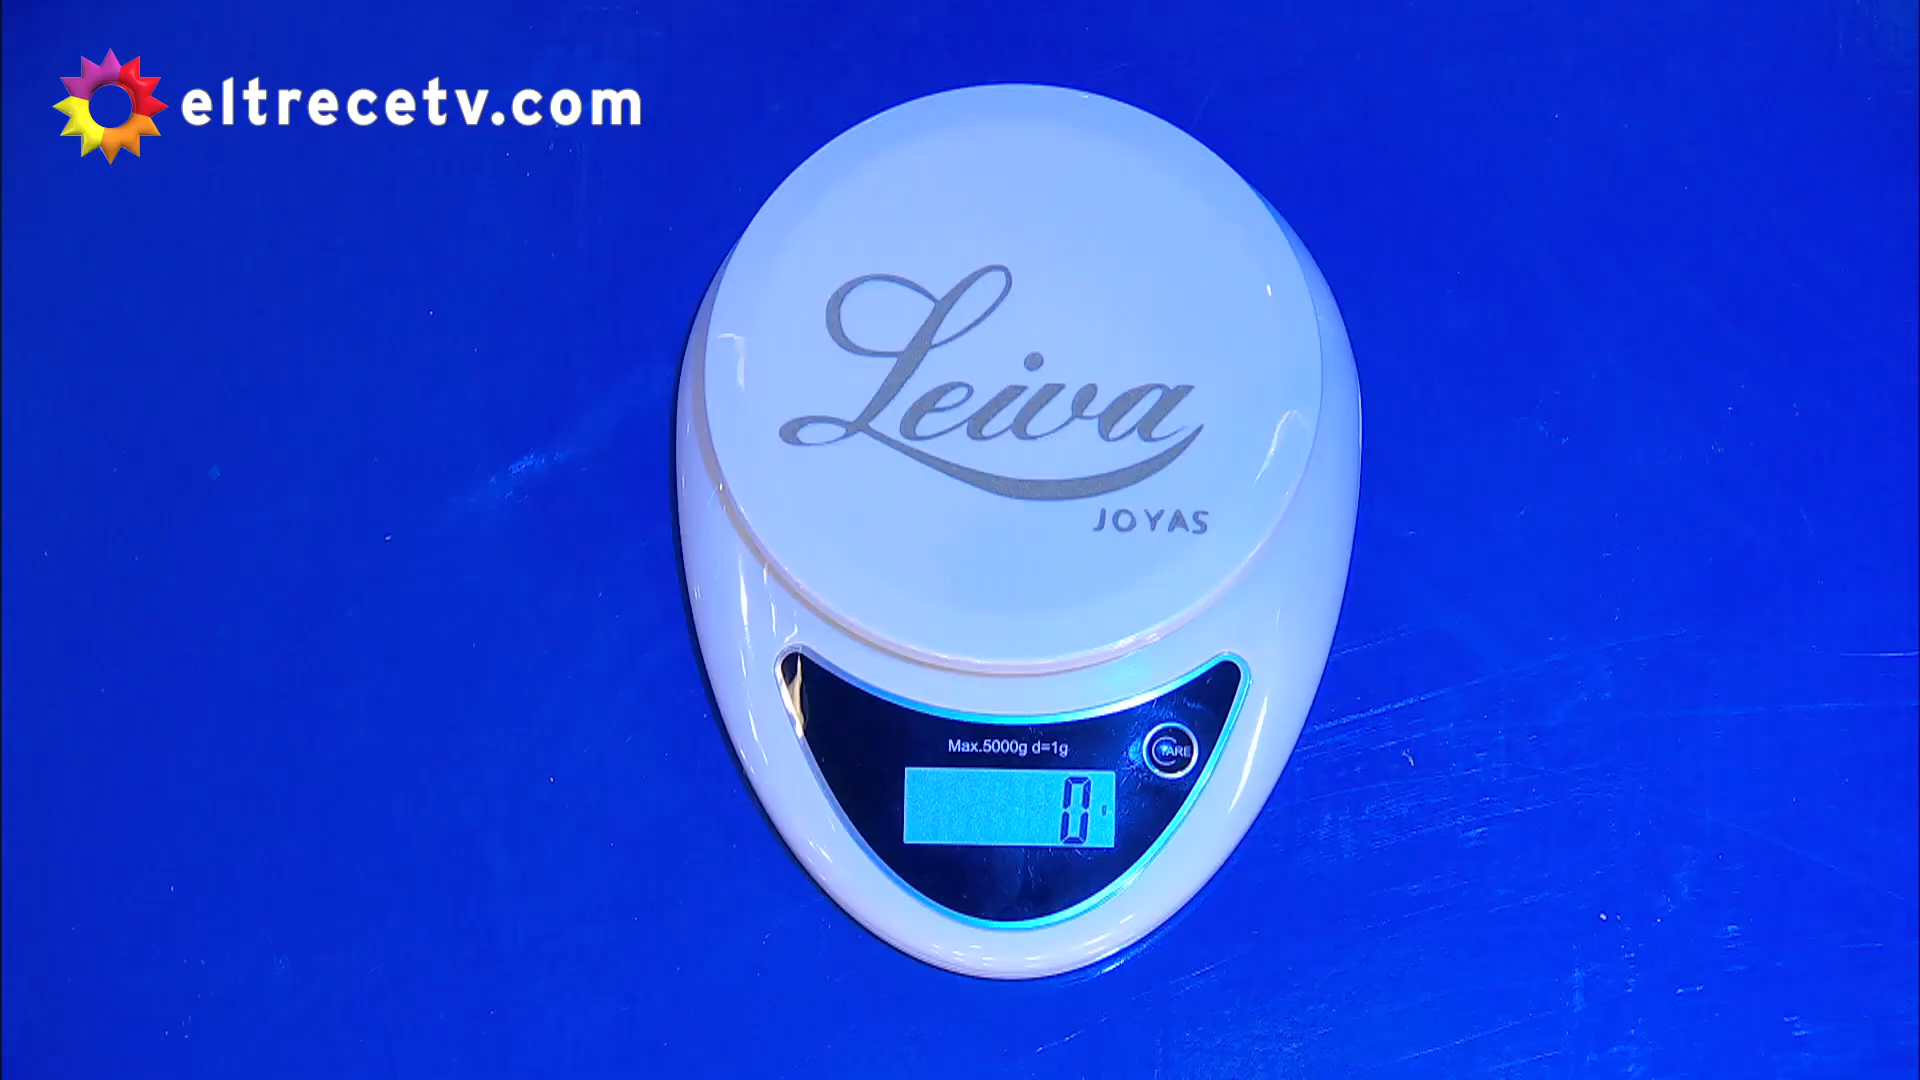 eltrecetv.com
Leiva
JOYAS
Max.5000g d=1g
TARE
0